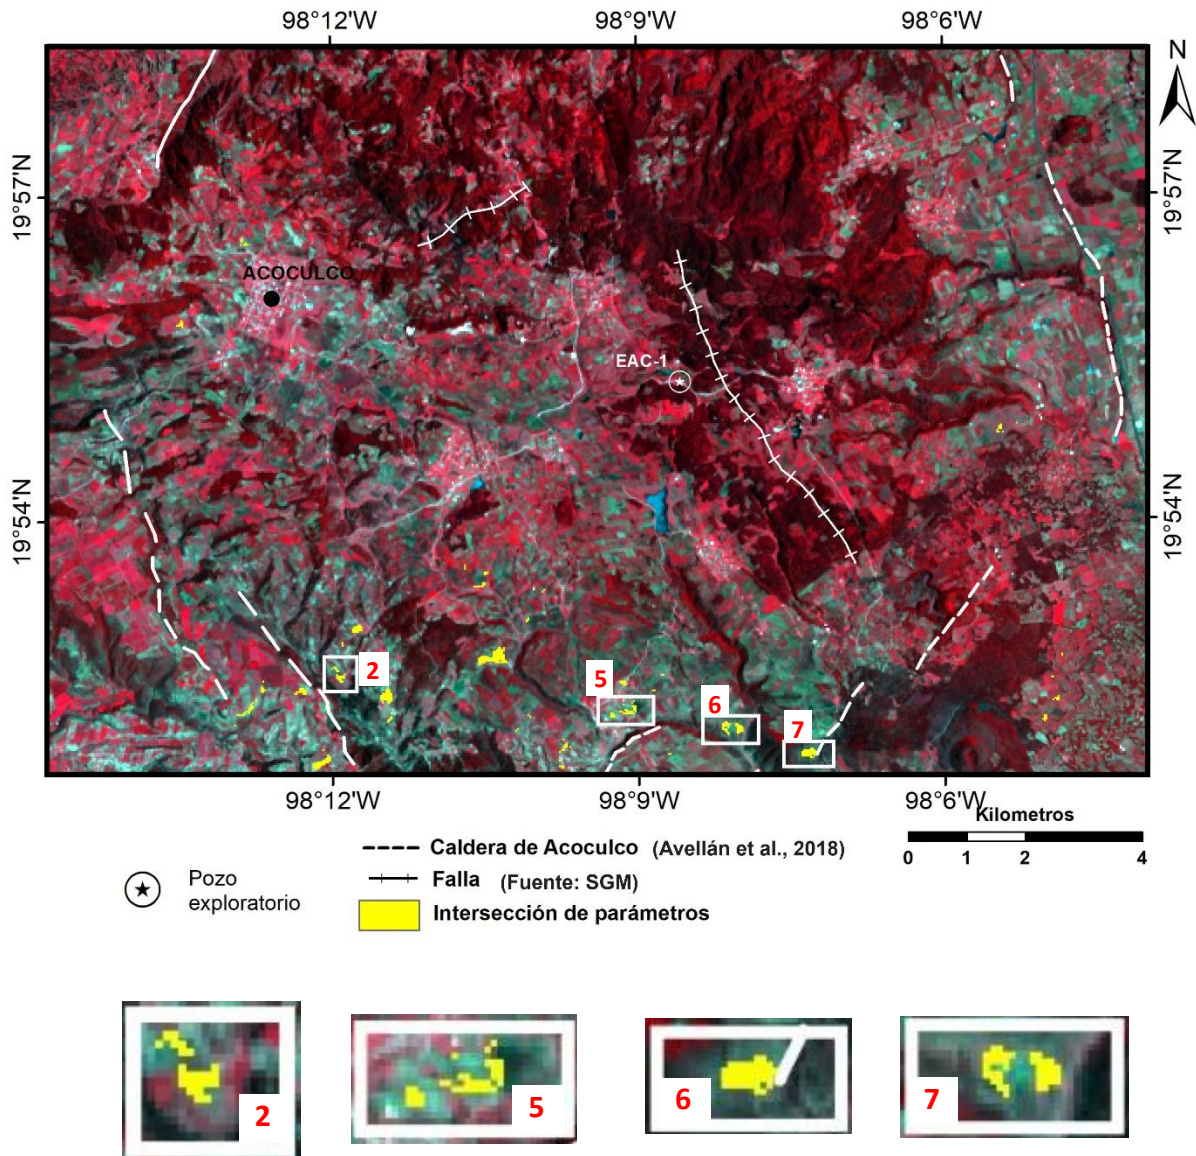 98°12'W
98°9'W
98°6'W
N
19°57'N
19°57'N
ACOCULCO
EAC-1
19°54'N
19°54'N
2
5
6
7
98°12'W
98°9'W
98°6'W
Kilometros
0 1 2 4
Caldera de Acoculco (Avellán et al., 2018)
Pozo
exploratorio
Falla (Fuente: SGM)
Intersección de parámetros
2
5
6
7